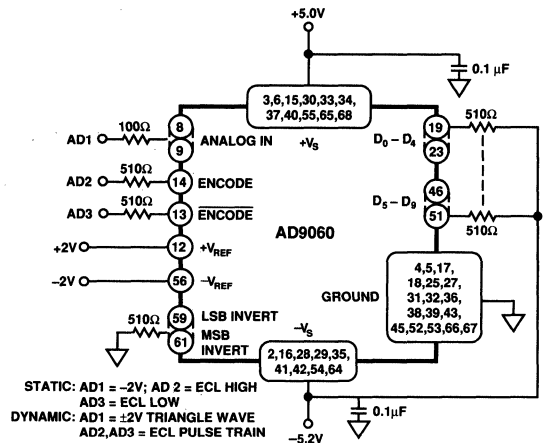 +5.0V
0.1 µF
3,6,15,30,33,34,
37,40,55,65,68
+VS
AD1
100Ω
8
9
ANALOG IN
19
23
D0 – D4
510Ω
AD2
510Ω
14
ENCODE
AD3
510Ω
13
ENCODE
46
51
D5 – D9
510Ω
AD9060
+2V
12
+VREF
–2V
56
–VREF
GROUND
4,5,17,
18,25,27,
31,32,36,
38,39,43,
45,52,53,66,67
510Ω
59
LSB INVERT
61
MSB
INVERT
–VS
2,16,28,29,35,
41,42,54,64
STATIC: AD1 = –2V; AD 2 = ECL HIGH
AD3 = ECL LOW
DYNAMIC: AD1 = ±2V TRIANGLE WAVE
AD2,AD3 = ECL PULSE TRAIN
0.1µF
–5.2V